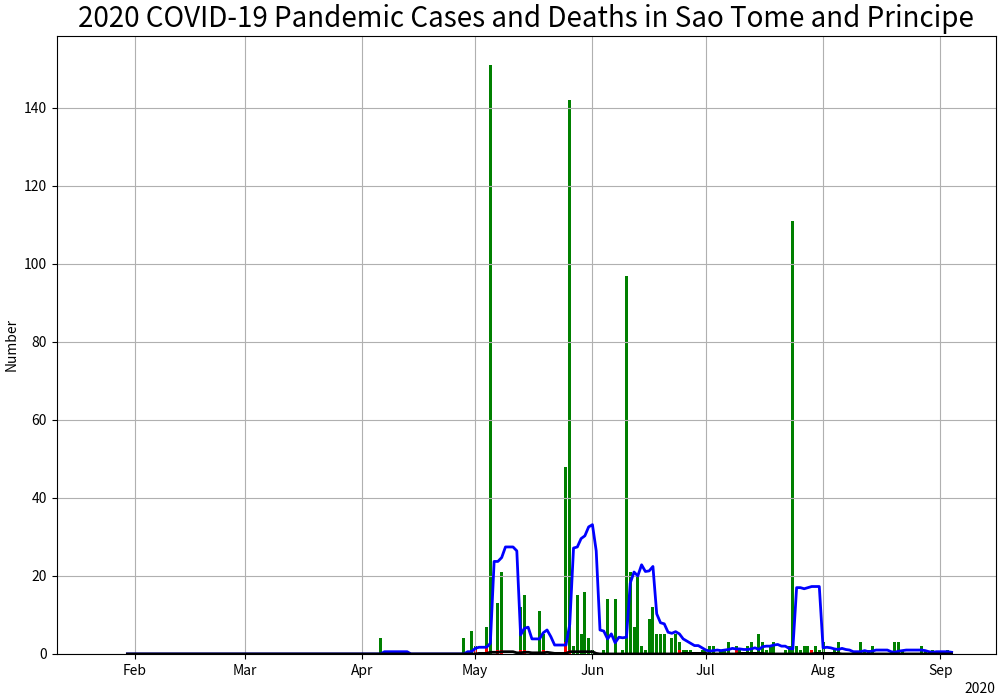 2020 COVID-19 Pandemic Cases and Deaths in Sao Tome and Principe
Number
140
120
100
80
60
40
20
0
Feb
Mar
Apr
May
Jun
Jul
Aug
Sep
2020